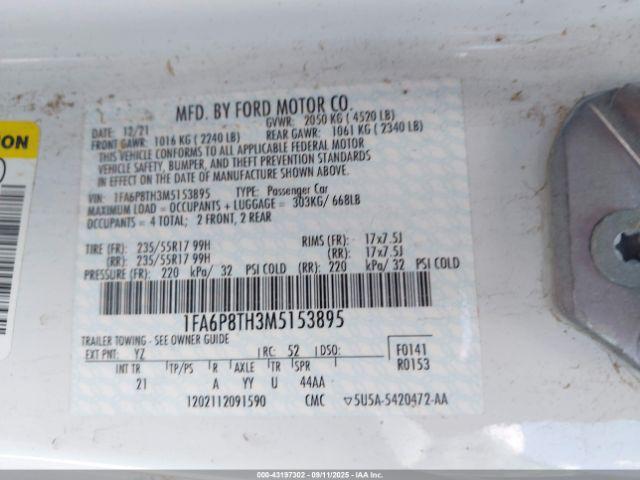 MFD. BY FORD MOTOR CO.
DATE: 12/21 GVWR: 2050 KG ( 4520 LB)
FRONT GAWR: 1016 KG ( 2240 LB) REAR GAWR: 1061 KG ( 2340 LB)
THIS VEHICLE CONFORMS TO ALL APPLICABLE FEDERAL MOTOR
VEHICLE SAFETY, BUMPER, AND THEFT PREVENTION STANDARDS
IN EFFECT ON THE DATE OF MANUFACTURE SHOWN ABOVE.
VIN: 1FA6P8TH3M5153895 TYPE: Passenger Car
MAXIMUM LOAD = OCCUPANTS + LUGGAGE = 303KG/ 668LB
OCCUPANTS = 4 TOTAL; 2 FRONT, 2 REAR
TIRE (FR): 235/55R17 99H RIMS (FR): 17x7.5J
(RR): 235/55R17 99H (RR): 17x7.5J
PRESSURE (FR): 220 kPa/ 32 PSI COLD (RR): 220 kPa/ 32 PSI COLD
1FA6P8TH3M5153895
TRAILER TOWING - SEE OWNER GUIDE
EXT PNT: YZ RC: 52 DSO: F0141
INT TR TP/PS R AXLE TR SPR R0153
21 A YY U 44AA
1202112091590 CMC 5U5A-5420472-AA
000-43197302 - 09/11/2025 - IAAI.com